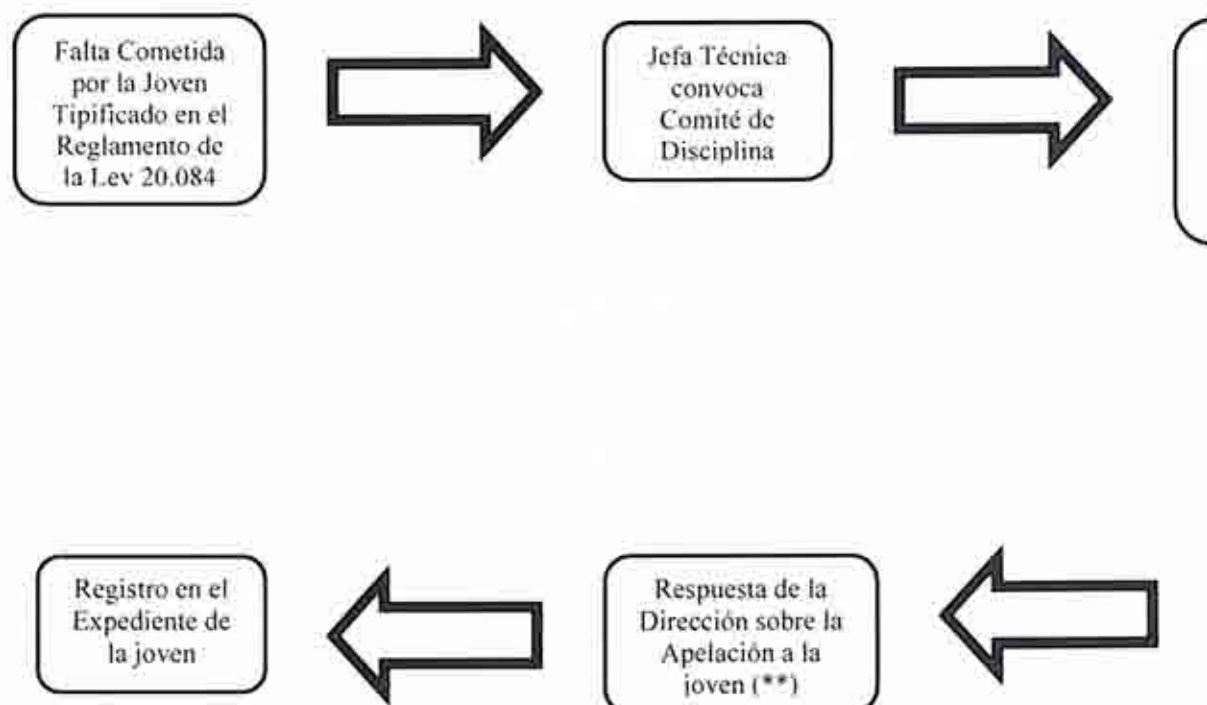 Falta Cometida
por la Joven
Tipificado en el
Reglamento de
la Ley 20.084
Jefa Técnica
convoca
Comité de
Disciplina
Registro en el
Expediente de
la joven
Respuesta de la
Dirección sobre la
Apelación a la
joven (**)